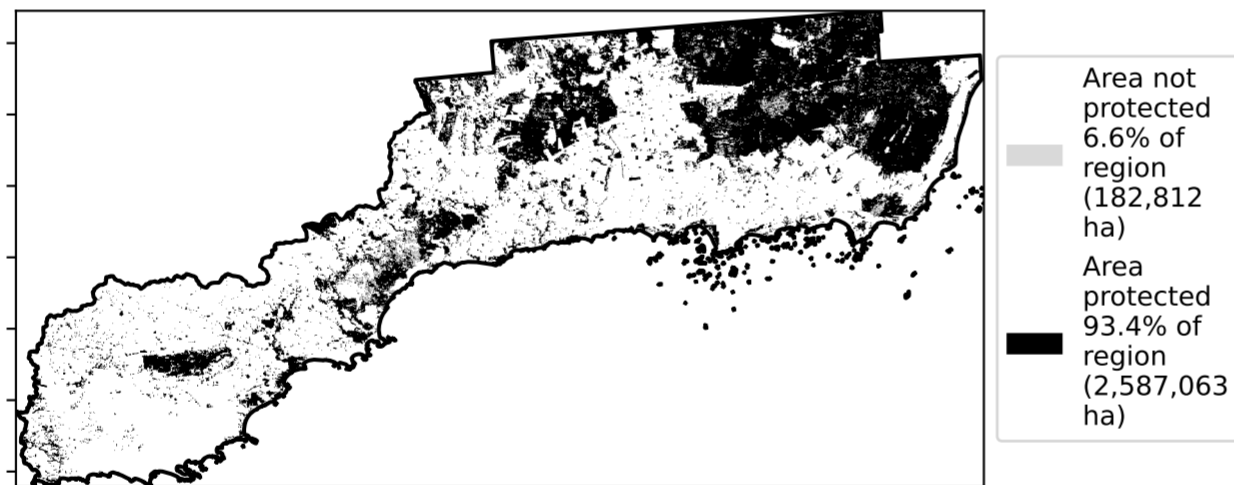 Area not
protected
6.6% of
region
(182,812
ha)
Area
protected
93.4% of
region
(2,587,063
ha)